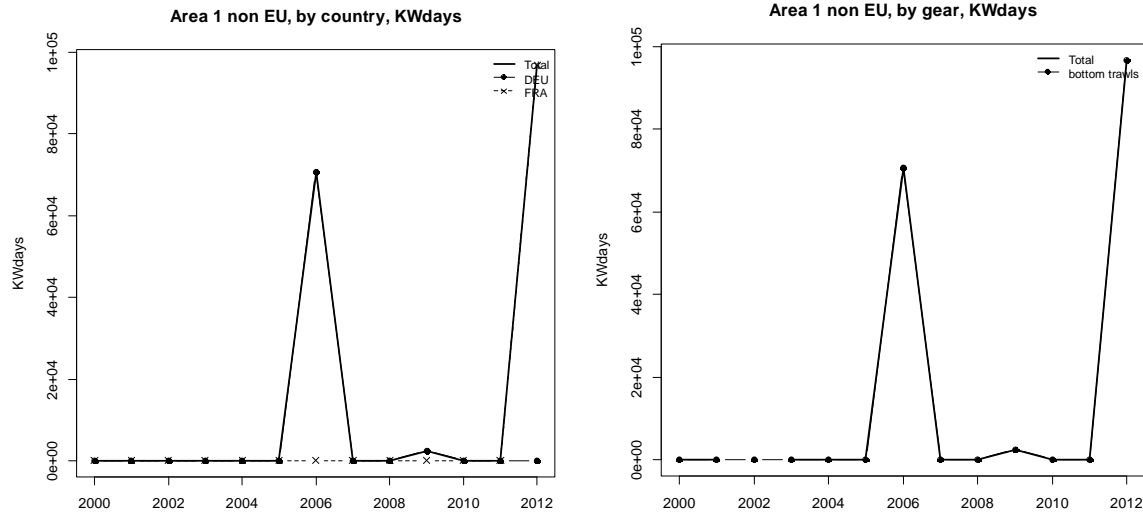 Area 1 non EU, by country, KWdays
KWdays
1e+05
8e+04
6e+04
4e+04
2e+04
0e+00
Total
DEU
FRA
2000 2002 2004 2006 2008 2010 2012
Area 1 non EU, by gear, KWdays
KWdays
1e+05
8e+04
6e+04
4e+04
2e+04
0e+00
Total
bottom trawls
2000 2002 2004 2006 2008 2010 2012